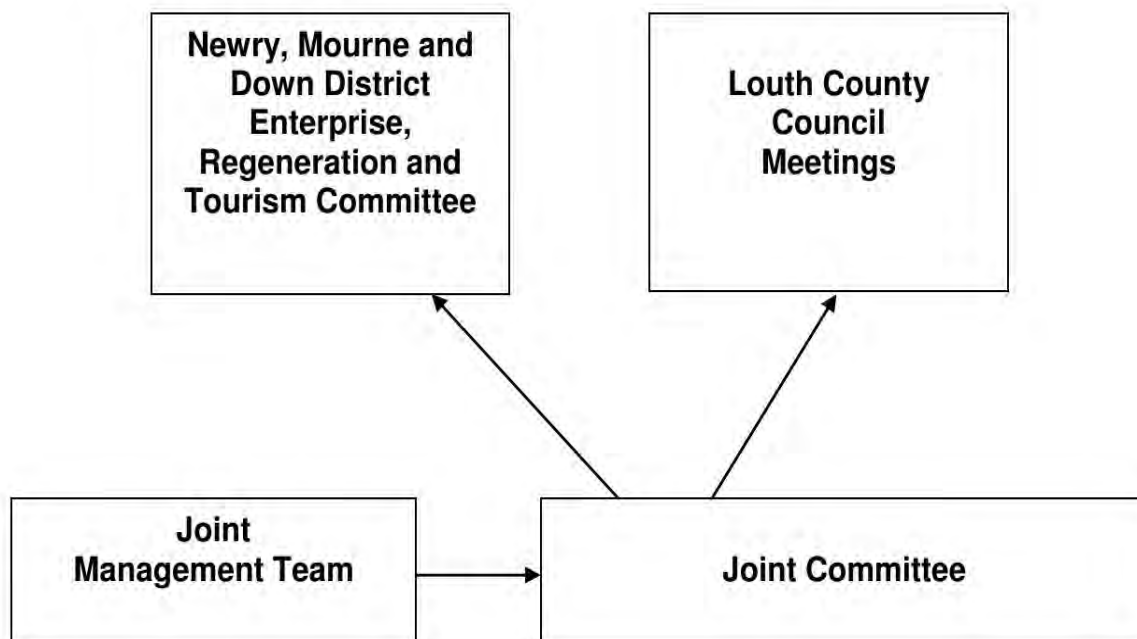 Newry, Mourne and
Down District
Enterprise,
Regeneration and
Tourism Committee
Louth County
Council
Meetings
Joint
Management Team
Joint Committee